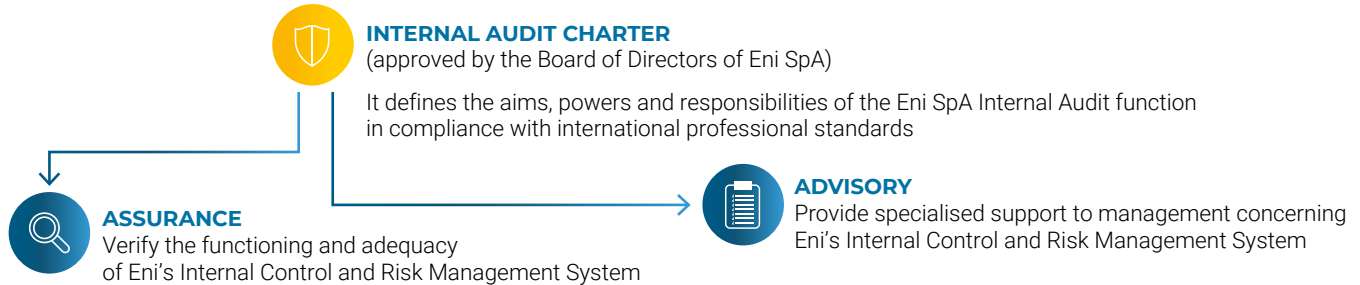 INTERNAL AUDIT CHARTER
(approved by the Board of Directors of Eni SpA)
It defines the aims, powers and responsibilities of the Eni SpA Internal Audit function
in compliance with international professional standards
ASSURANCE
Verify the functioning and adequacy
of Eni’s Internal Control and Risk Management System
ADVISORY
Provide specialised support to management concerning
Eni’s Internal Control and Risk Management System